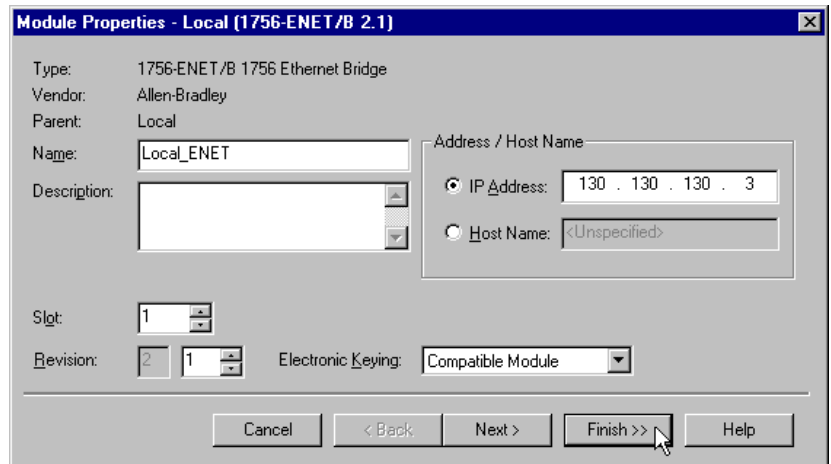 Module Properties - Local (1756-ENET/B 2.1)
Type: 1756-ENET/B 1756 Ethernet Bridge
Vendor: Allen-Bradley
Parent: Local
Name: Local_ENET
Description:
Address / Host Name
IP Address: 130 . 130 . 130 . 3
Host Name: <Unspecified>
Slot: 1
Revision: 2 1 Electronic Keying: Compatible Module
Cancel < Back Next > Finish >> Help